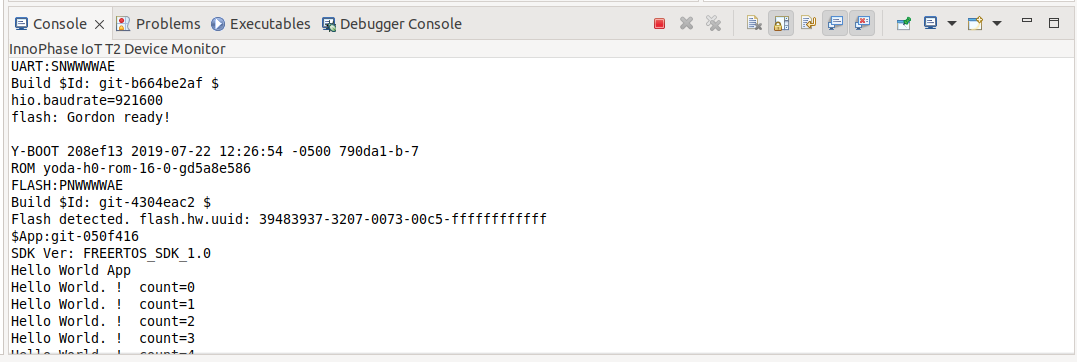 Console Problems Executables Debugger Console
InnoPhase IoT T2 Device Monitor
UART:SNWWWWAE
Build $Id: git-b664be2af $
hio.baudrate=921600
flash: Gordon ready!
Y-BOOT 208ef13 2019-07-22 12:26:54 -0500 790da1-b-7
ROM yoda-h0-rom-16-0-gd5a8e586
FLASH:PNWWWWAE
Build $Id: git-4304eac2 $
Flash detected. flash.hw.uuid: 39483937-3207-0073-00c5-ffffffffffff
$App:git-050f416
SDK Ver: FREERTOS_SDK_1.0
Hello World App
Hello World. !  count=0
Hello World. !  count=1
Hello World. !  count=2
Hello World. !  count=3
Hello World. !  count=4